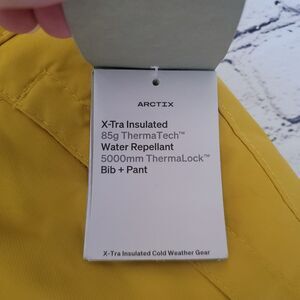 ARCTIX
X-Tra Insulated
85g ThermaTech™
Water Repellant
5000mm ThermaLock™
Bib + Pant
X-Tra Insulated Cold Weather Gear